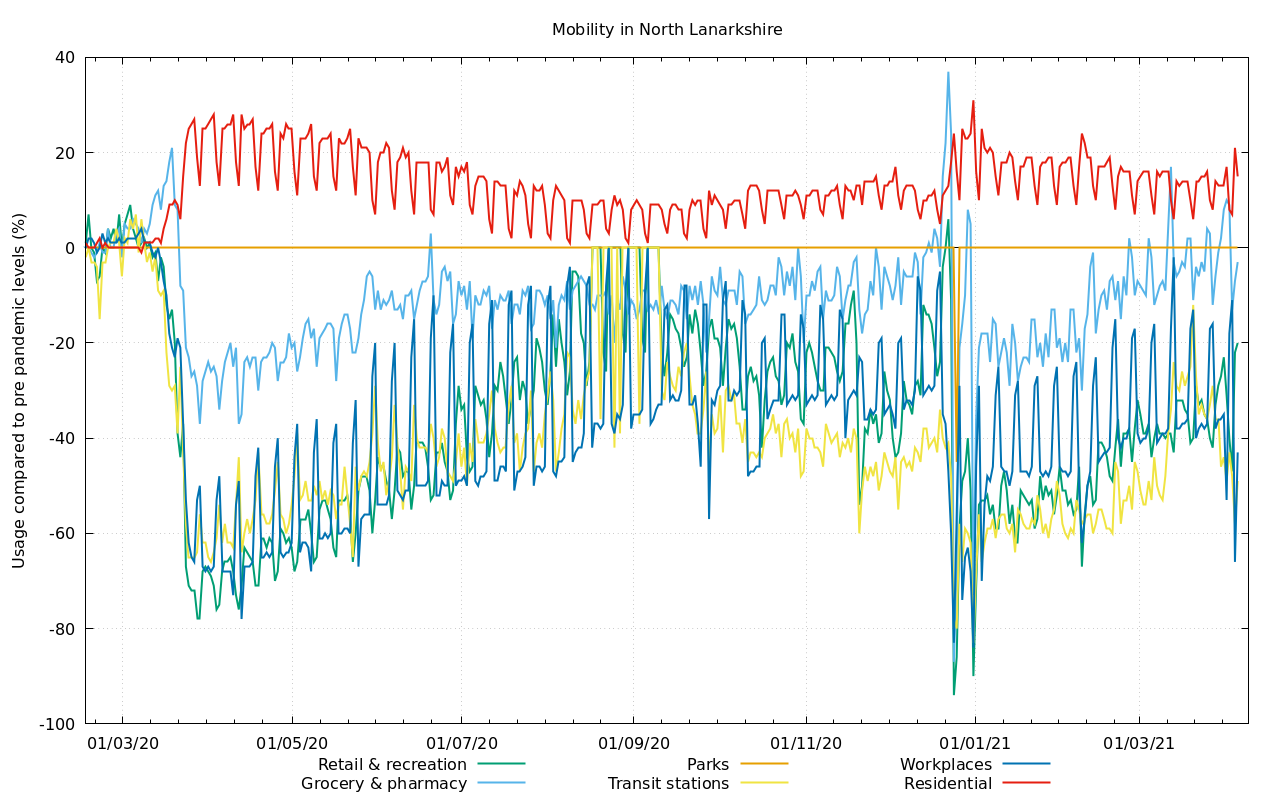 Mobility in North Lanarkshire
Usage compared to pre pandemic levels (%)
40
20
0
-20
-40
-60
-80
-100
01/03/20 01/05/20 01/07/20 01/09/20 01/11/20 01/01/21 01/03/21
Retail & recreation Parks Workplaces
Grocery & pharmacy Transit stations Residential